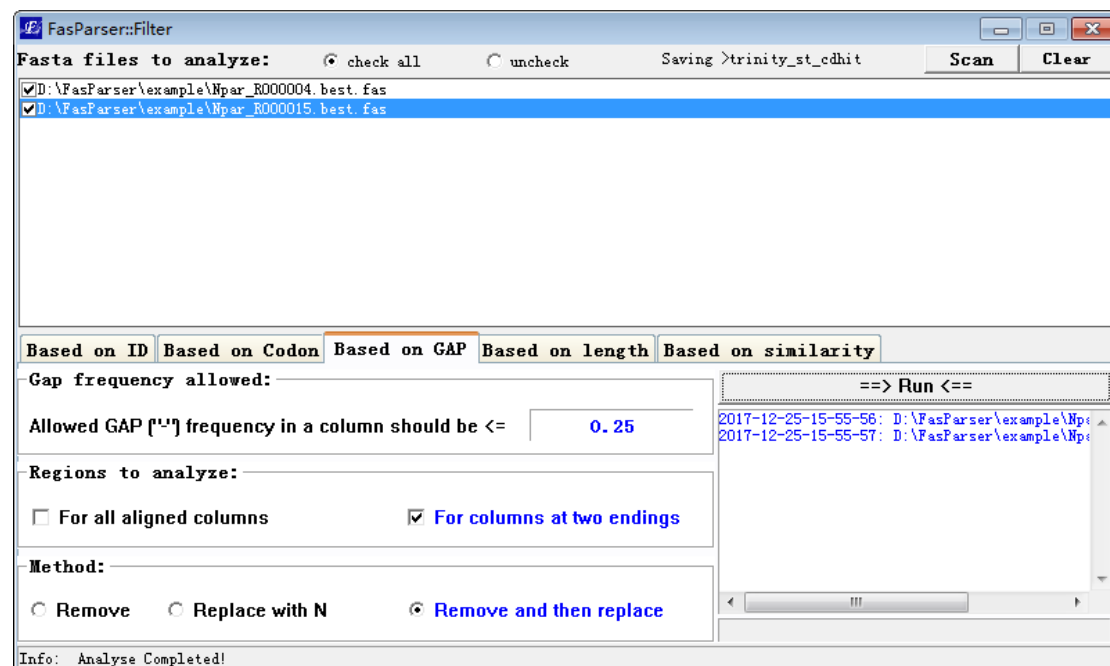 FasParser::Filter
Fasta files to analyze: check all uncheck Saving >trinity_st_cdhit Scan Clear
D:\FasParser\example\Npar_R000004.best.fas
D:\FasParser\example\Npar_R000015.best.fas
Based on ID Based on Codon Based on GAP Based on length Based on similarity
Gap frequency allowed:
==> Run <==
Allowed GAP ("-") frequency in a column should be <= 0.25
2017-12-25-15-55-56: D:\FasParser\example\Npa
2017-12-25-15-55-57: D:\FasParser\example\Npa
Regions to analyze:
For all aligned columns For columns at two endings
Method:
Remove Replace with N Remove and then replace
Info: Analyse Completed!